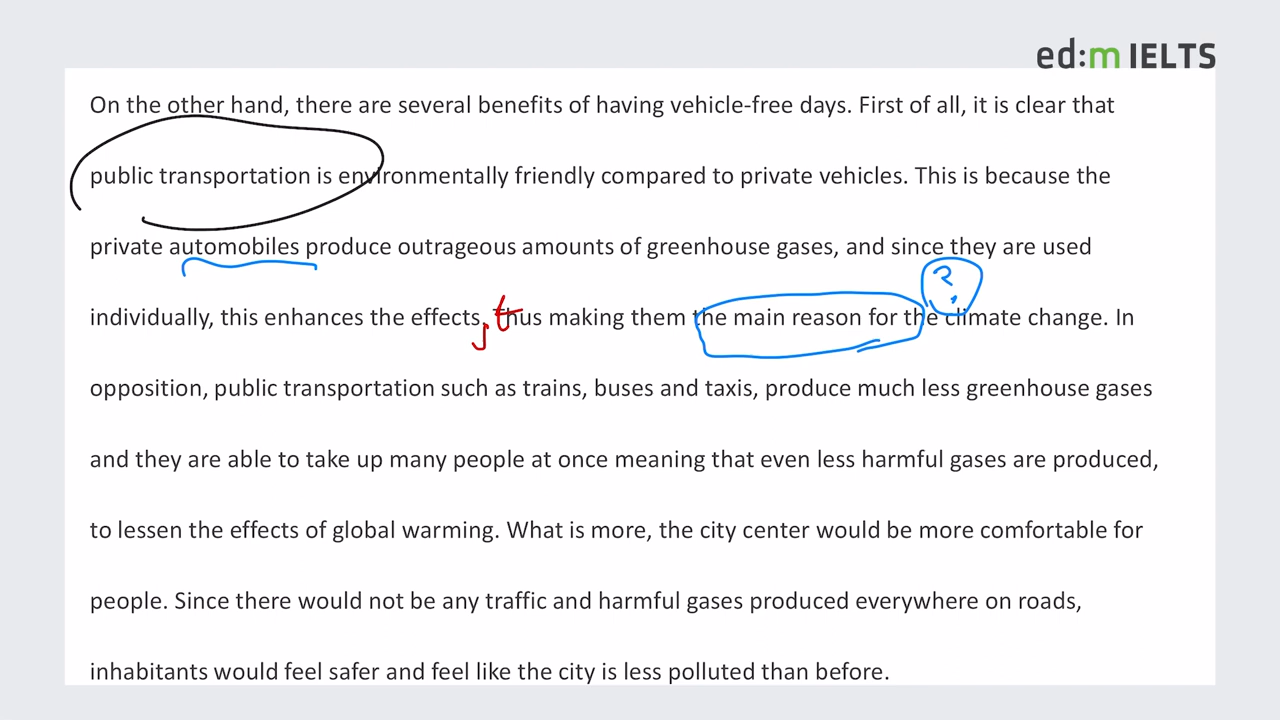 ed:m IELTS
On the other hand, there are several benefits of having vehicle-free days. First of all, it is clear that
public transportation is environmentally friendly compared to private vehicles. This is because the
private automobiles produce outrageous amounts of greenhouse gases, and since they are used
?
individually, this enhances the effects, thus making them the main reason for the climate change. In
opposition, public transportation such as trains, buses and taxis, produce much less greenhouse gases
and they are able to take up many people at once meaning that even less harmful gases are produced,
to lessen the effects of global warming. What is more, the city center would be more comfortable for
people. Since there would not be any traffic and harmful gases produced everywhere on roads,
inhabitants would feel safer and feel like the city is less polluted than before.